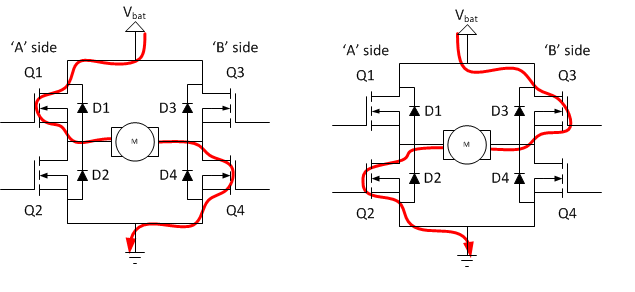 Vbat
'A' side
'B' side
Q1
Q3
D1
D3
M
D2
D4
Q2
Q4
Vbat
'A' side
'B' side
Q1
Q3
D1
D3
M
D2
D4
Q2
Q4